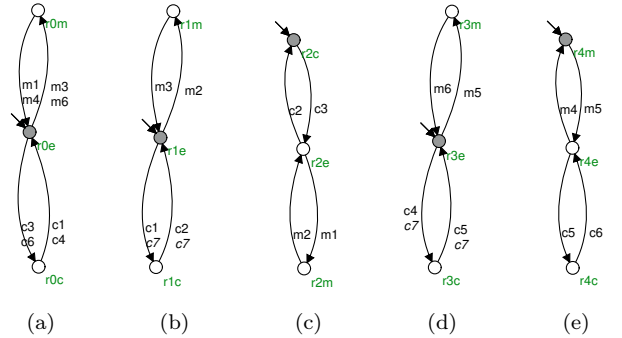 r0m
m1
m4
m3
m6
r0e
c3
c6
c1
c4
r0c
(a)
r1m
m3
m2
r1e
c1
c7
c2
c7
r1c
(b)
r2c
c2
c3
r2e
m2
m1
r2m
(c)
r3m
m6
m5
r3e
c4
c7
c5
c7
r3c
(d)
r4m
m4
m5
r4e
c5
c6
r4c
(e)